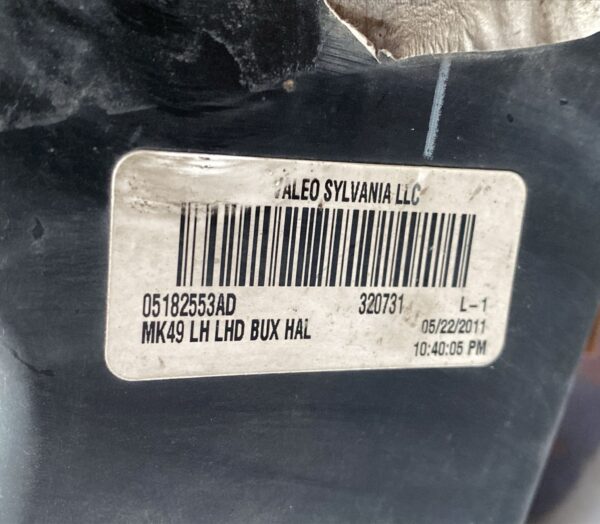 VALEO SYLVANIA LLC
05182553AD 320731 L-1
MK49 LH LHD BUX HAL 05/22/2011
10:40:05 PM